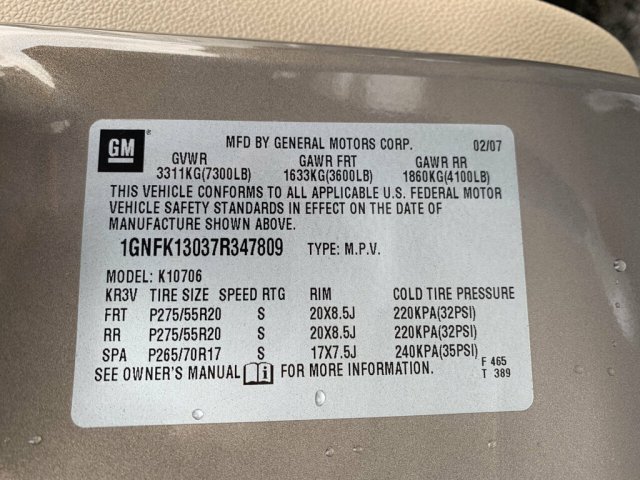 GM ® MFD BY GENERAL MOTORS CORP. 02/07
GVWR GAWR FRT GAWR RR
3311KG(7300LB) 1633KG(3600LB) 1860KG(4100LB)
THIS VEHICLE CONFORMS TO ALL APPLICABLE U.S. FEDERAL MOTOR
VEHICLE SAFETY STANDARDS IN EFFECT ON THE DATE OF
MANUFACTURE SHOWN ABOVE.
1GNFK13037R347809 TYPE: M.P.V.
MODEL: K10706
KR3V TIRE SIZE SPEED RTG RIM COLD TIRE PRESSURE
FRT P275/55R20 S 20X8.5J 220KPA(32PSI)
RR P275/55R20 S 20X8.5J 220KPA(32PSI)
SPA P265/70R17 S 17X7.5J 240KPA(35PSI)
SEE OWNER'S MANUAL i FOR MORE INFORMATION. F 465
T 389